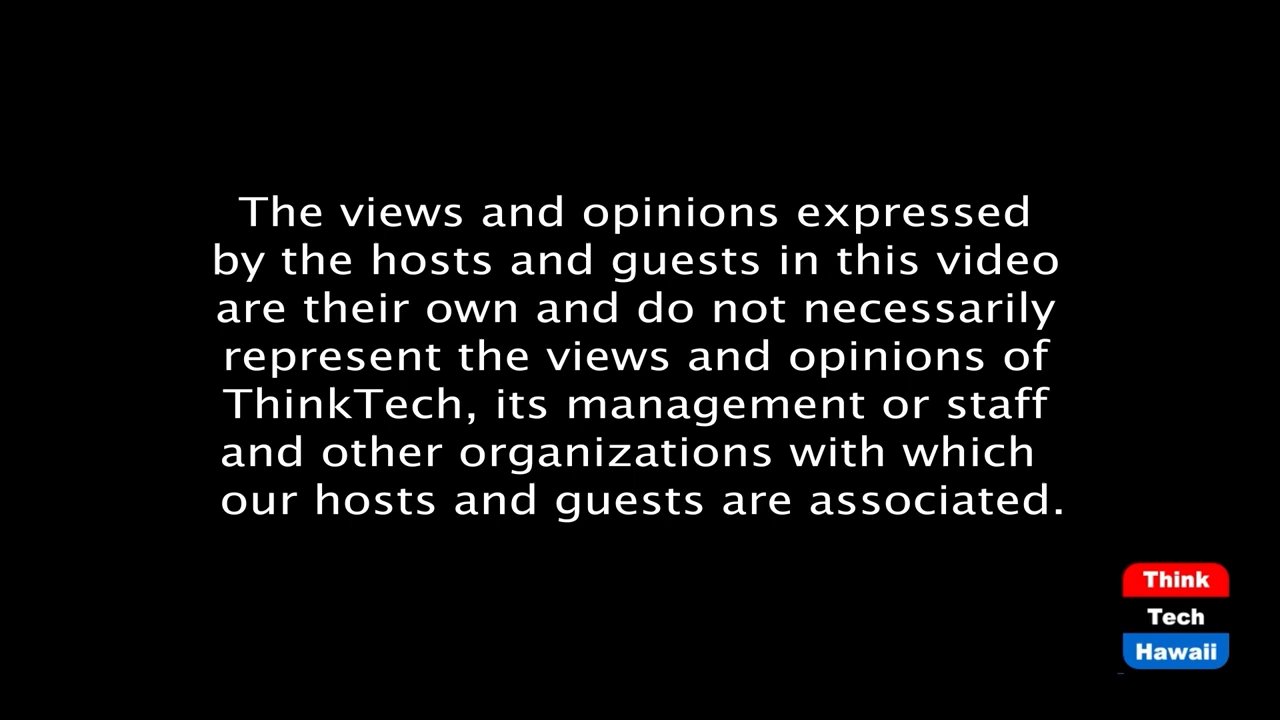 The views and opinions expressed
by the hosts and guests in this video
are their own and do not necessarily
represent the views and opinions of
ThinkTech, its management or staff
and other organizations with which
our hosts and guests are associated.
Think
Tech
Hawaii